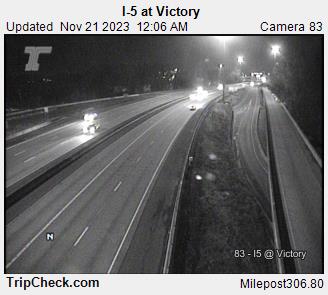 I-5 at Victory
Updated Nov 21 2023 12:06 AM Camera 83
T
N
83 - I5 @ Victory
TripCheck.com Milepost306.80